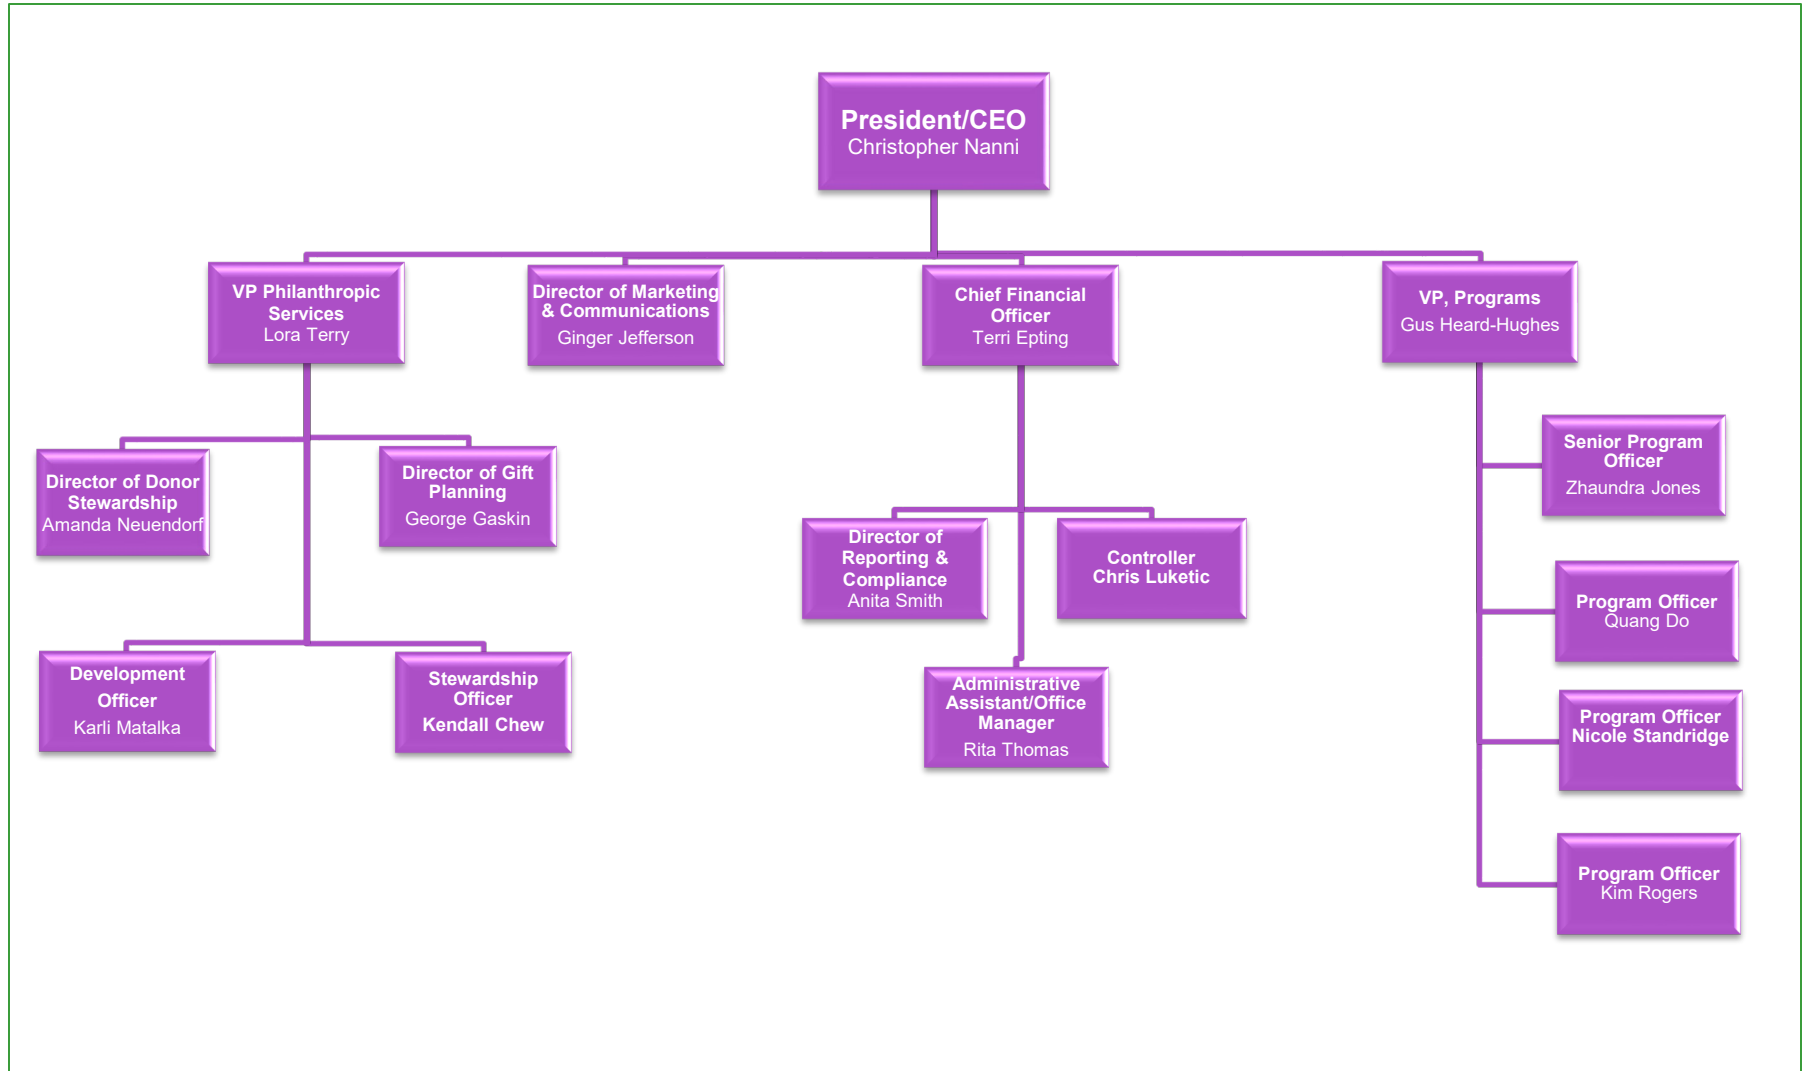 President/CEO
Christopher Nanni
VP Philanthropic
Services
Lora Terry
Director of Marketing
& Communications
Ginger Jefferson
Chief Financial
Officer
Terri Epting
VP, Programs
Gus Heard-Hughes
Director of Donor
Stewardship
Amanda Neuendorf
Director of Gift
Planning
George Gaskin
Senior Program
Officer
Zhaundra Jones
Director of
Reporting &
Compliance
Anita Smith
Controller
Chris Luketic
Program Officer
Quang Do
Development
Officer
Karli Matalka
Stewardship
Officer
Kendall Chew
Administrative
Assistant/Office
Manager
Rita Thomas
Program Officer
Nicole Standridge
Program Officer
Kim Rogers